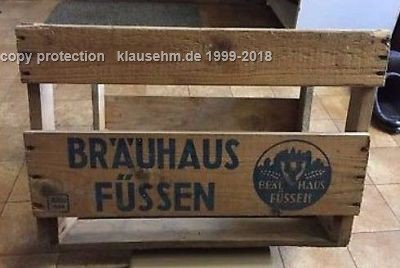 copy protection klausehm.de 1999-2018
BRÄUHAUS
FÜSSEN
BRÄU HAUS
FÜSSEN